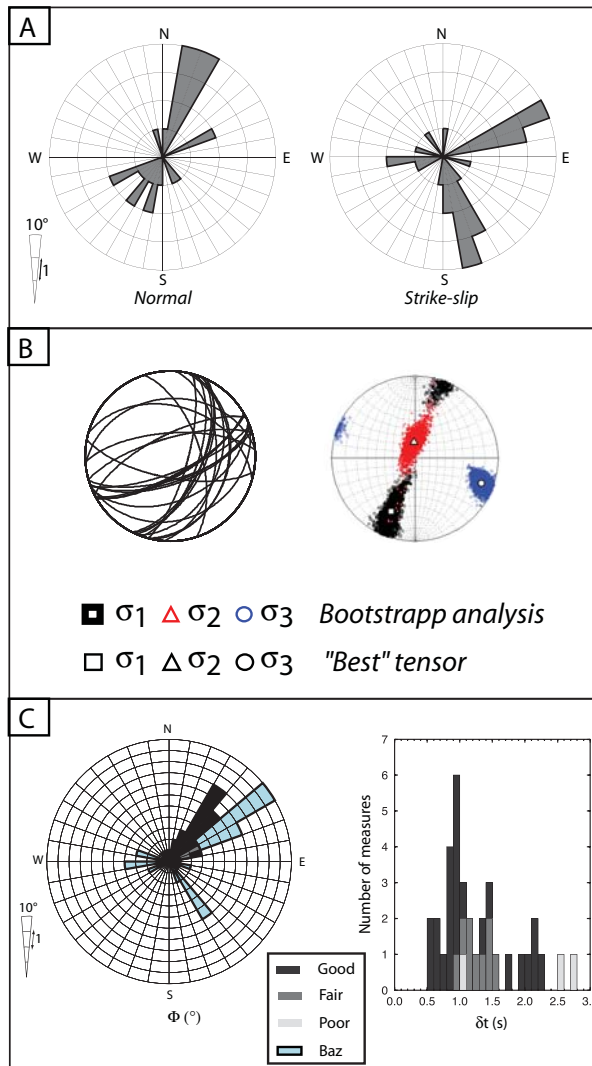 A
N
N
W
E
W
E
10°
1
S
S
Normal
Strike-slip
B
σ1 σ2 σ3 Bootstrapp analysis
σ1 σ2 σ3 "Best" tensor
C
N
W
E
10°
1
S
Φ (°)
Good
Fair
Poor
Baz
7
6
5
4
3
2
1
0
Number of measures
0.0 0.5 1.0 1.5 2.0 2.5 3.
δt (s)